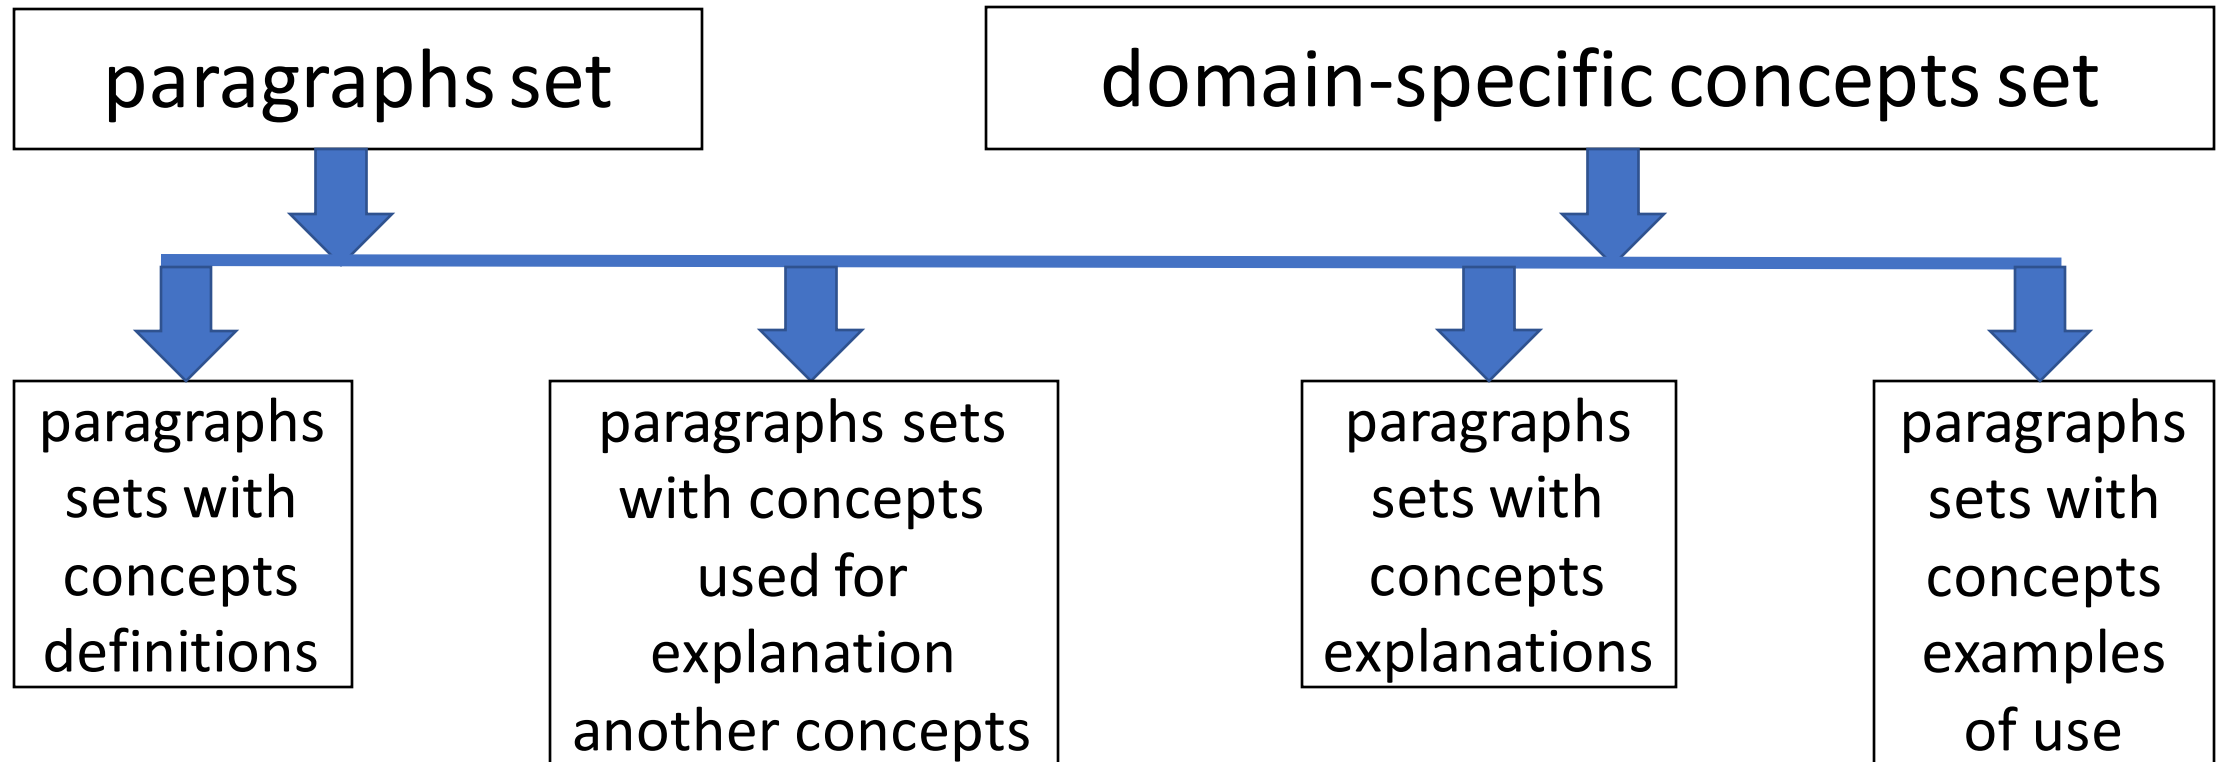 paragraphs set
domain-specific concepts set
paragraphs
sets with
concepts
definitions
paragraphs sets
with concepts
used for
explanation
another concepts
paragraphs
sets with
concepts
explanations
paragraphs
sets with
concepts
examples
of use